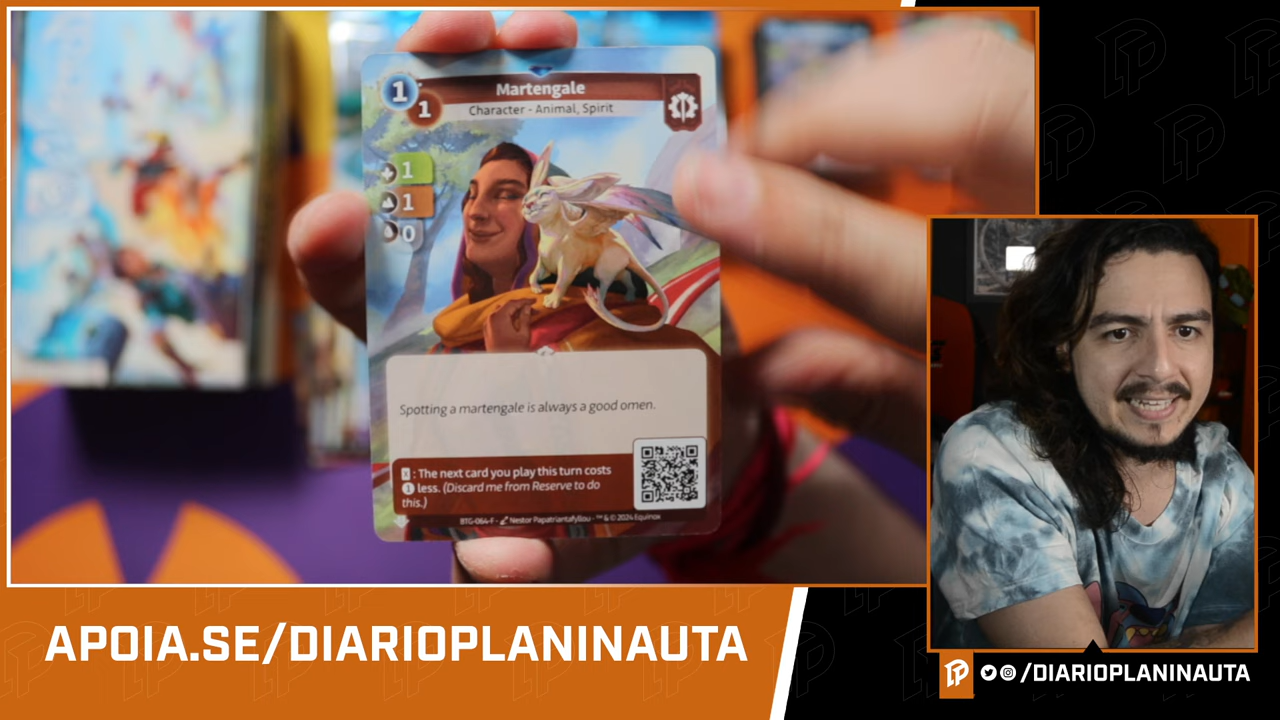 1
1
Martengale
Character - Animal, Spirit
1
1
0
Spotting a martengale is always a good omen.
X : The next card you play this turn costs
1 less. (Discard me from Reserve to do
this.)
BTG-064-F - Nestor Papatriantafyllou - ™ & © 2024 Equinox
APOIA.SE/DIARIOPLANINAUTA
/DIARIOPLANINAUTA